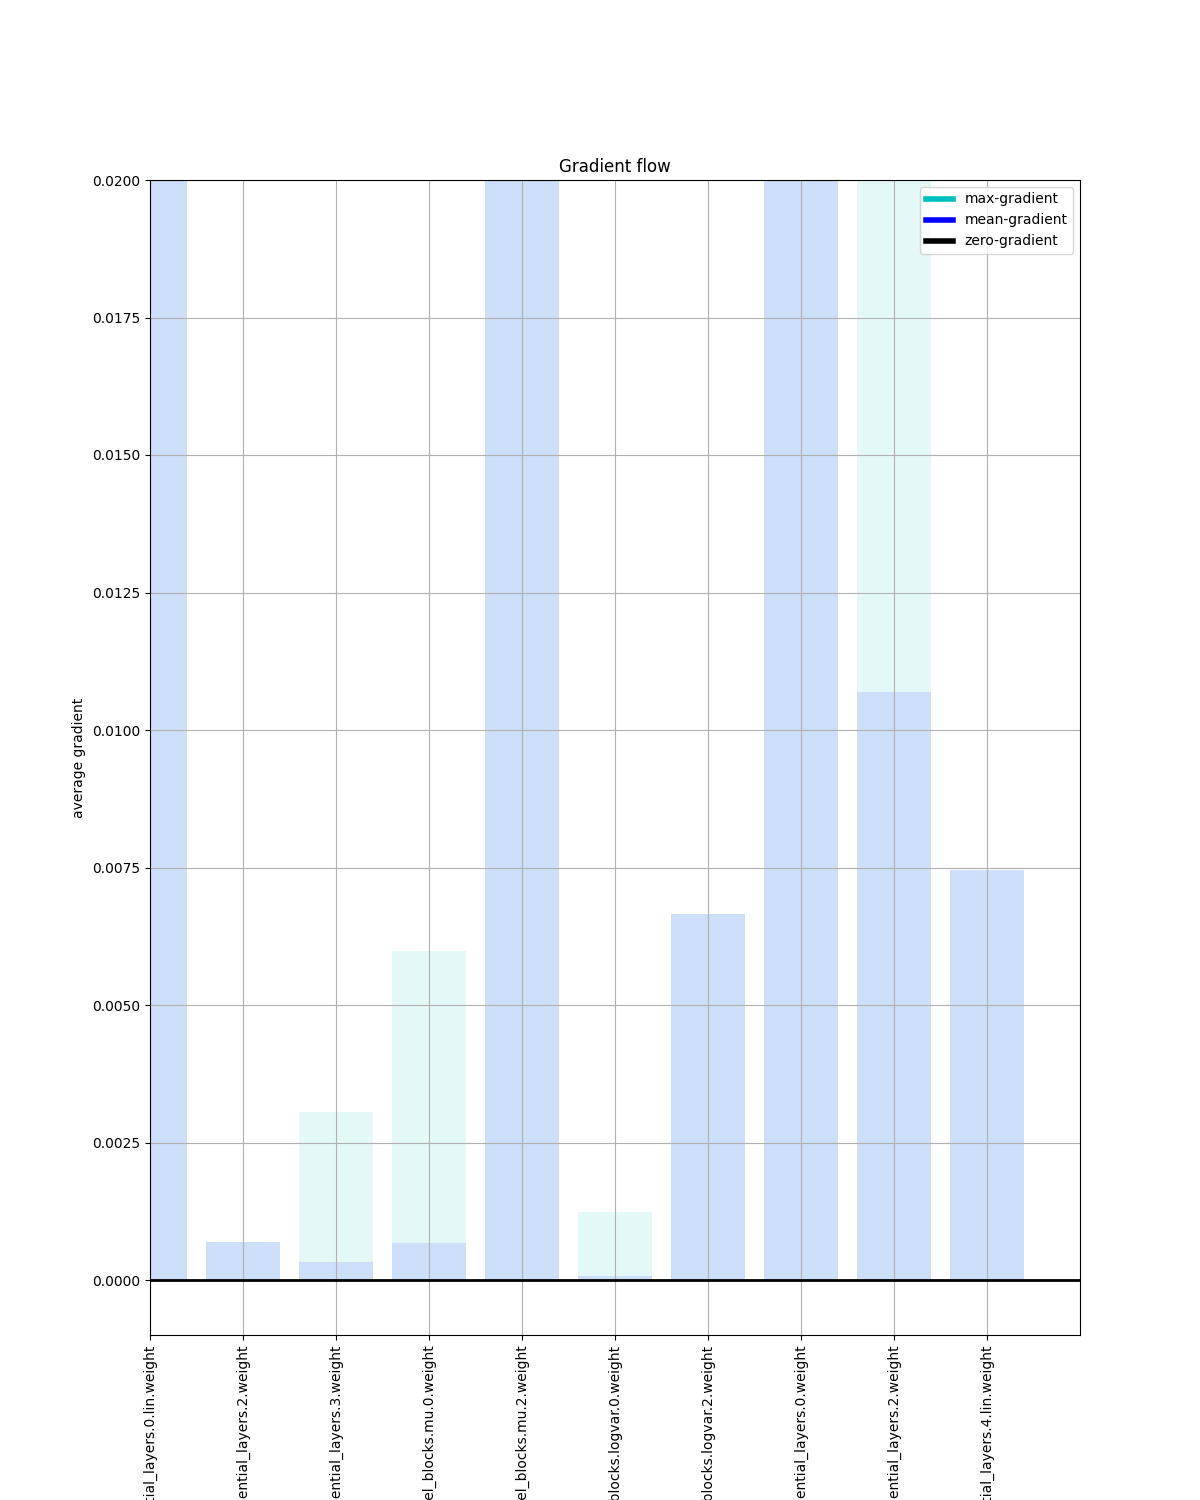 Gradient flow
max-gradient
mean-gradient
zero-gradient
0.0200
0.0175
0.0150
0.0125
0.0100
0.0075
0.0050
0.0025
0.0000
average gradient
tial_layers.0.lin.weight
ential_layers.2.weight
ential_layers.3.weight
el_blocks.mu.0.weight
el_blocks.mu.2.weight
blocks.logvar.0.weight
blocks.logvar.2.weight
ential_layers.0.weight
ential_layers.2.weight
tial_layers.4.lin.weight